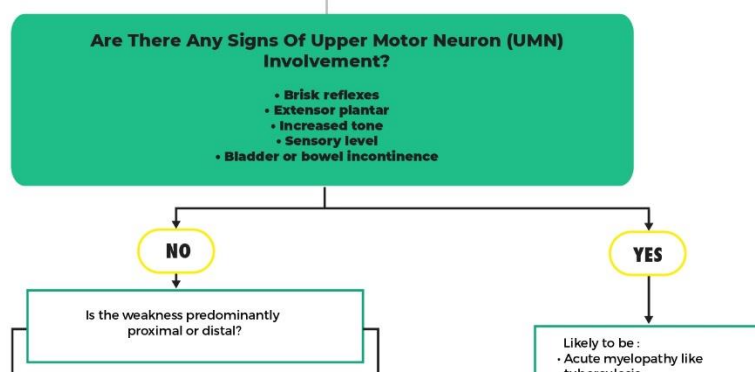 Are There Any Signs Of Upper Motor Neuron (UMN)
Involvement?
• Brisk reflexes
• Extensor plantar
• Increased tone
• Sensory level
• Bladder or bowel incontinence
NO
YES
Is the weakness predominantly
proximal or distal?
Likely to be :
• Acute myelopathy like